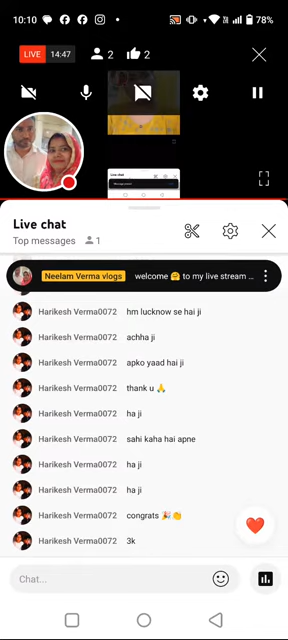 10:10
78%
LIVE 14:47 2 2
Live chat
Top messages 1
Neelam Verma vlogs welcome 🤗 to my live stream ...
Harikesh Verma0072 hm lucknow se hai ji
Harikesh Verma0072 achha ji
Harikesh Verma0072 apko yaad hai ji
Harikesh Verma0072 thank u 🙏
Harikesh Verma0072 ha ji
Harikesh Verma0072 sahi kaha hai apne
Harikesh Verma0072 ha ji
Harikesh Verma0072 ha ji
Harikesh Verma0072 congrats 🎉👏
Harikesh Verma0072 3k
Chat...